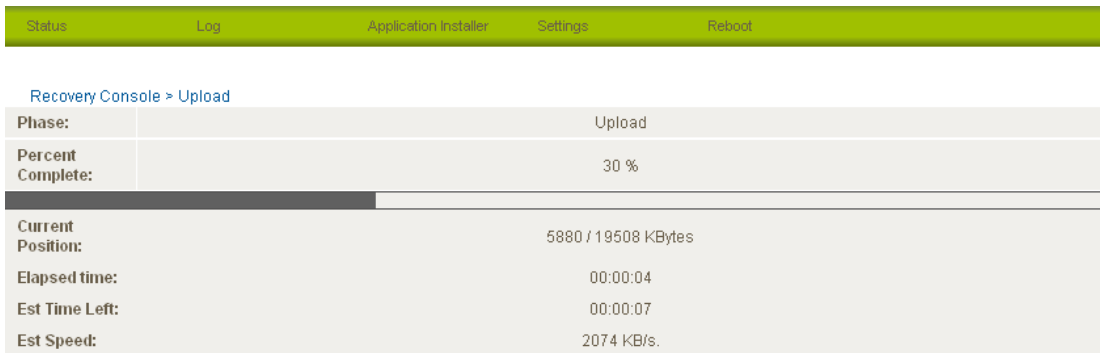 Status Log Application Installer Settings Reboot
Recovery Console > Upload
Phase: Upload
Percent
Complete: 30 %
Current
Position: 5880 / 19508 KBytes
Elapsed time: 00:00:04
Est Time Left: 00:00:07
Est Speed: 2074 KB/s.